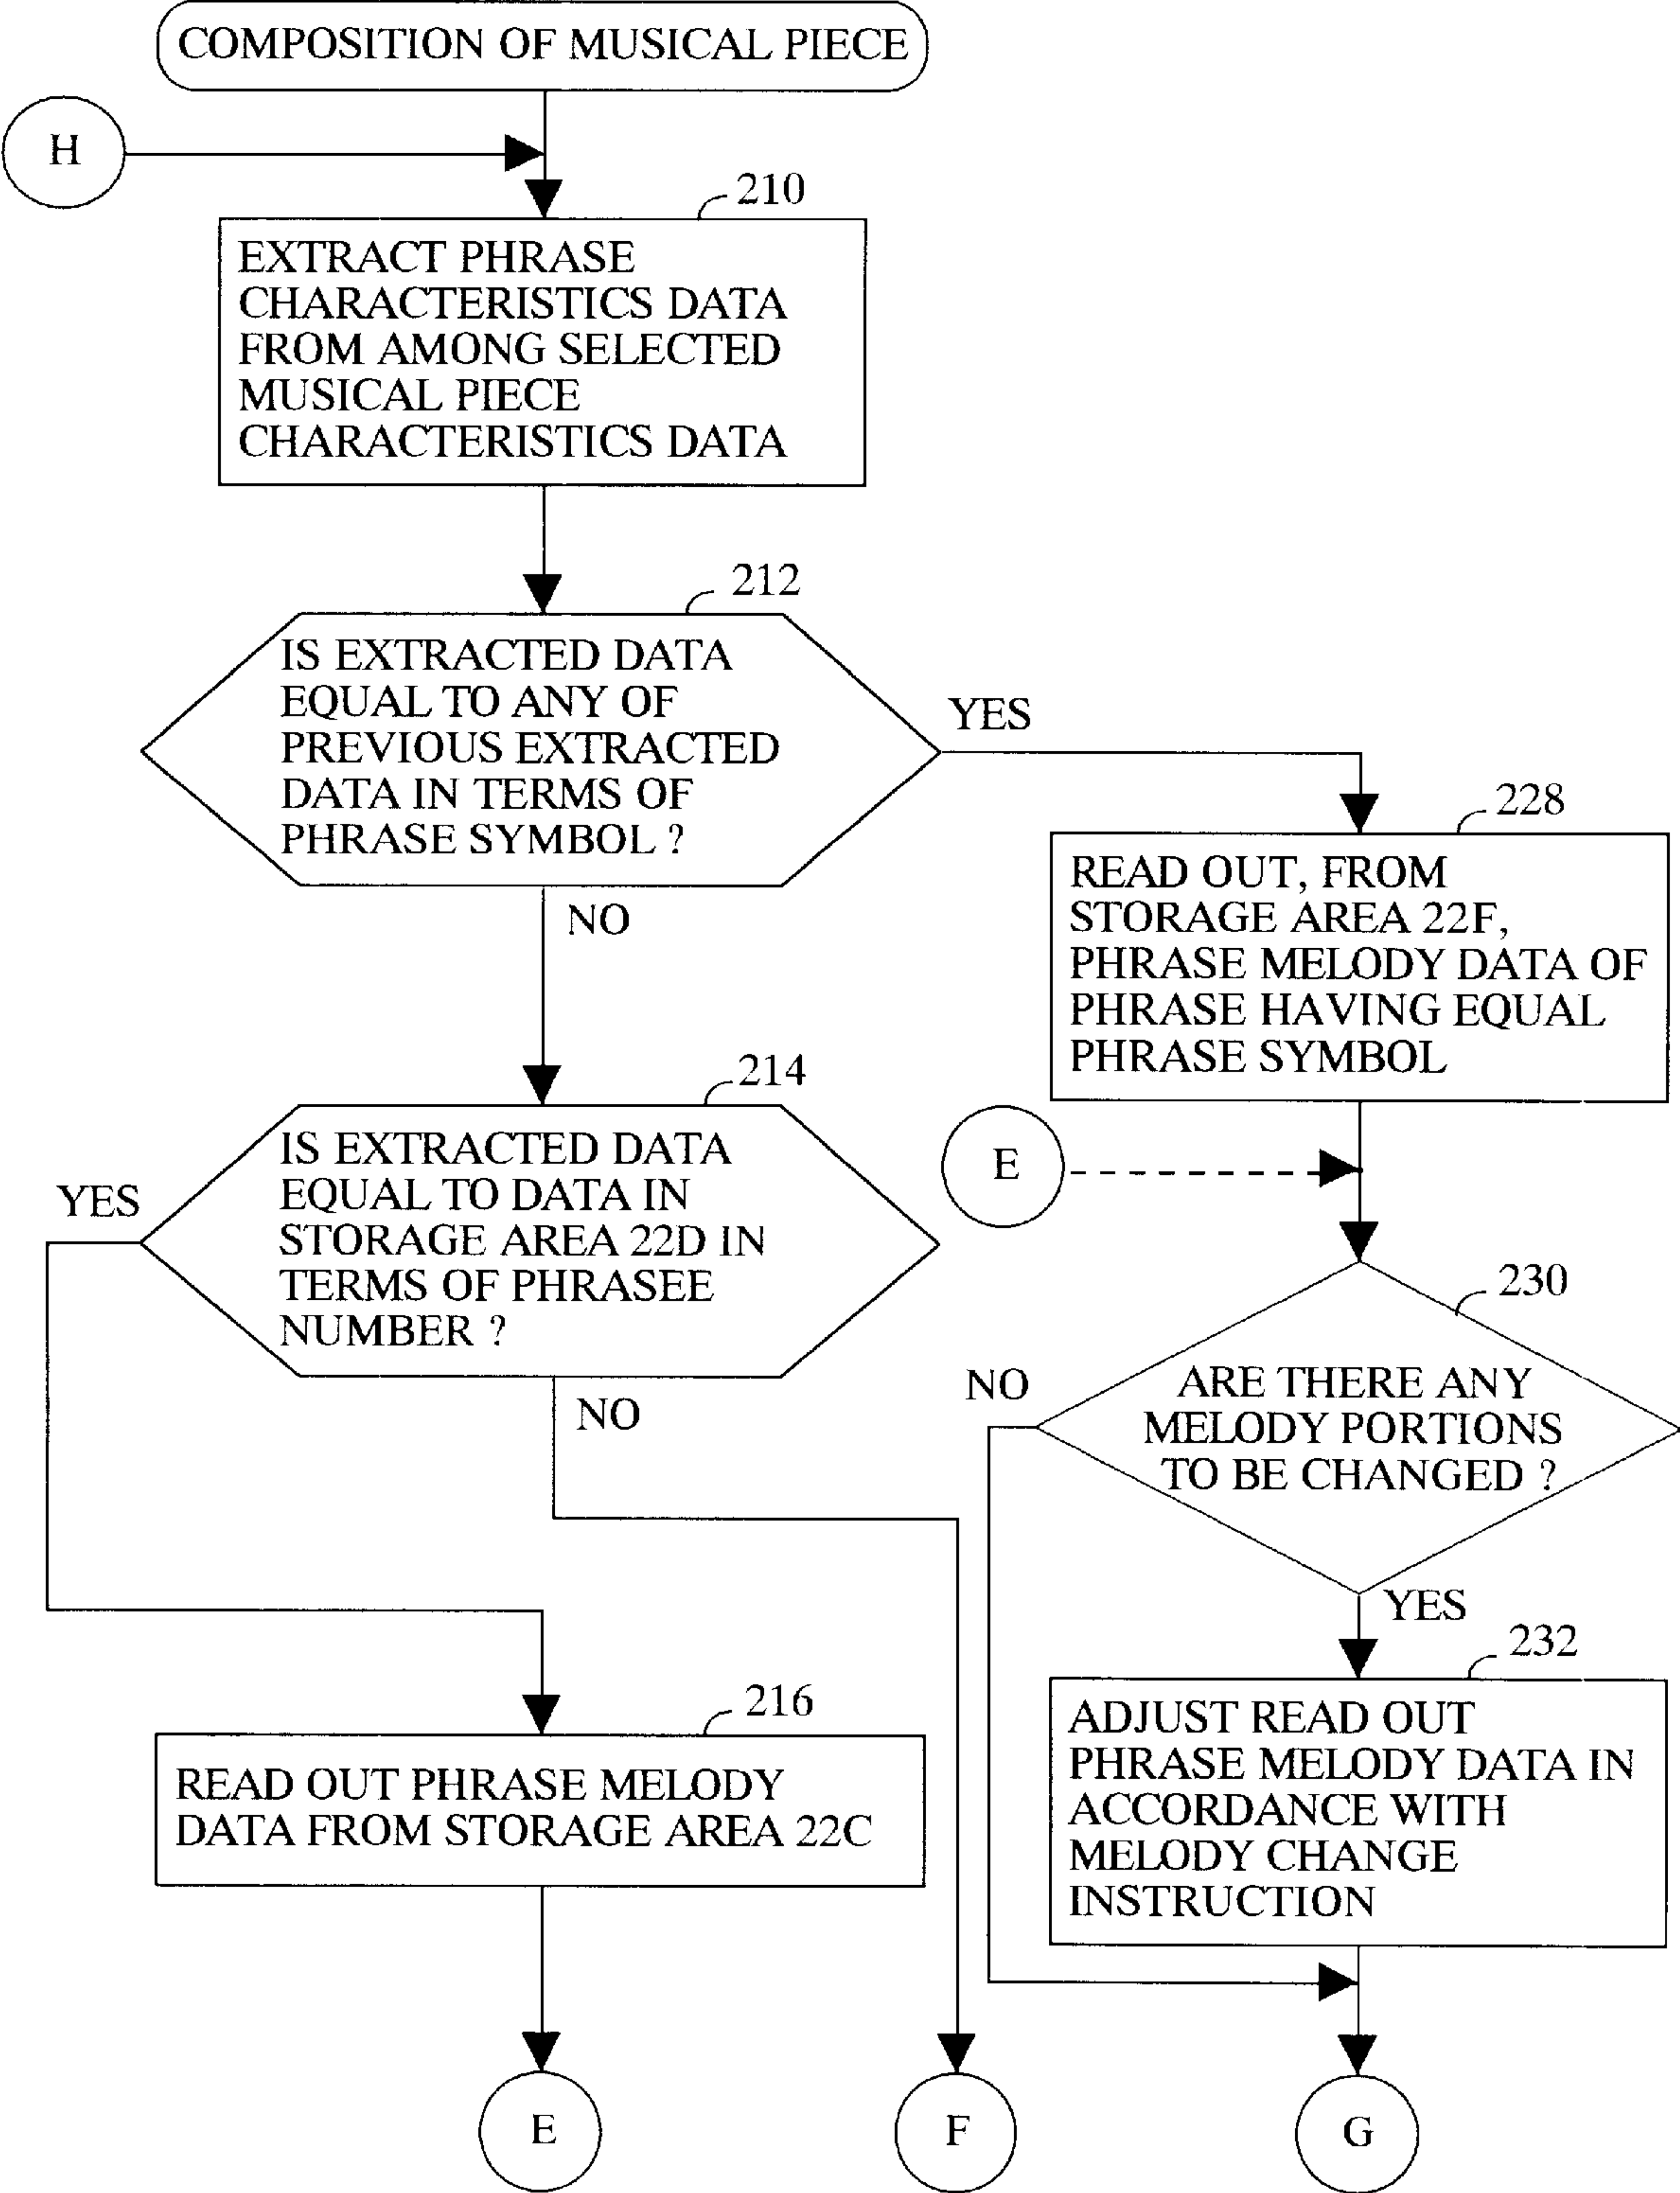 COMPOSITION OF MUSICAL PIECE
H
210
EXTRACT PHRASE
CHARACTERISTICS DATA
FROM AMONG SELECTED
MUSICAL PIECE
CHARACTERISTICS DATA
212
IS EXTRACTED DATA
EQUAL TO ANY OF
PREVIOUS EXTRACTED
DATA IN TERMS OF
PHRASE SYMBOL ?
YES
NO
228
READ OUT, FROM
STORAGE AREA 22F,
PHRASE MELODY DATA OF
PHRASE HAVING EQUAL
PHRASE SYMBOL
214
IS EXTRACTED DATA
EQUAL TO DATA IN
STORAGE AREA 22D IN
TERMS OF PHRASEE
NUMBER ?
YES
NO
E
230
ARE THERE ANY
MELODY PORTIONS
TO BE CHANGED ?
NO
YES
216
READ OUT PHRASE MELODY
DATA FROM STORAGE AREA 22C
232
ADJUST READ OUT
PHRASE MELODY DATA IN
ACCORDANCE WITH
MELODY CHANGE
INSTRUCTION
E
F
G